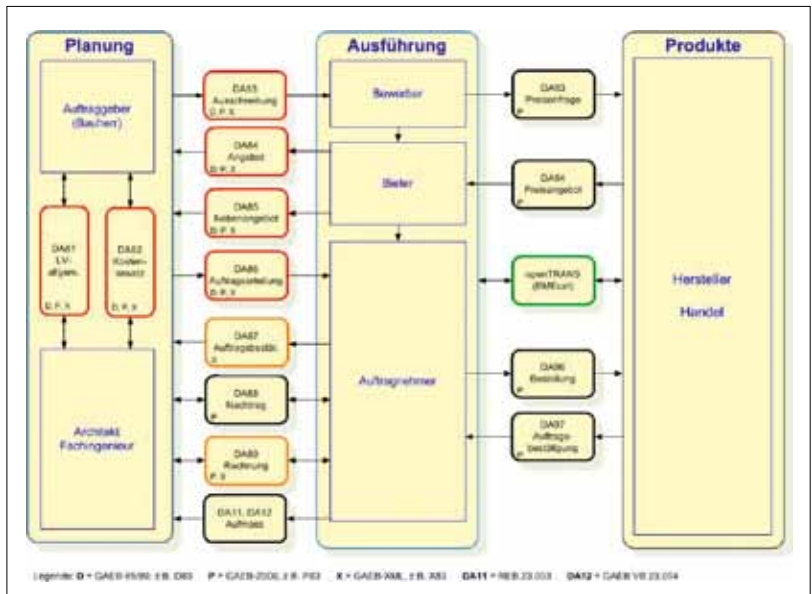 Planung
Ausführung
Produkte
Auftraggeber
(Bauherr)
DA81
LV-
allgem.
D, P, X
DA82
Kosten-
ansatz
D, P, X
Architekt
Fachingenieur
DA83
Ausschreibung
D, P, X
DA84
Angebot
D, P, X
DA85
Nebenangebot
D, P, X
DA86
Auftragserteilung
D, P, X
DA87
Auftragsbestät.
X
DA88
Nachtrag
P
DA89
Rechnung
P, X
DA11, DA12
Aufmass
Bewerber
Bieter
Auftragnehmer
DA93
Preisanfrage
P
DA94
Preisangebot
P
openTRANS
(BMEcat)
DA96
Bestellung
P
DA97
Auftrags-
bestätigung
P
Hersteller
Handel
Legende: D = GAEB-85/90, z.B. D83 P = GAEB-2000, z.B. P83 X = GAEB-XML, z.B. X83 DA11 = REB 23.003 DA12 = GAEB VB 23.004